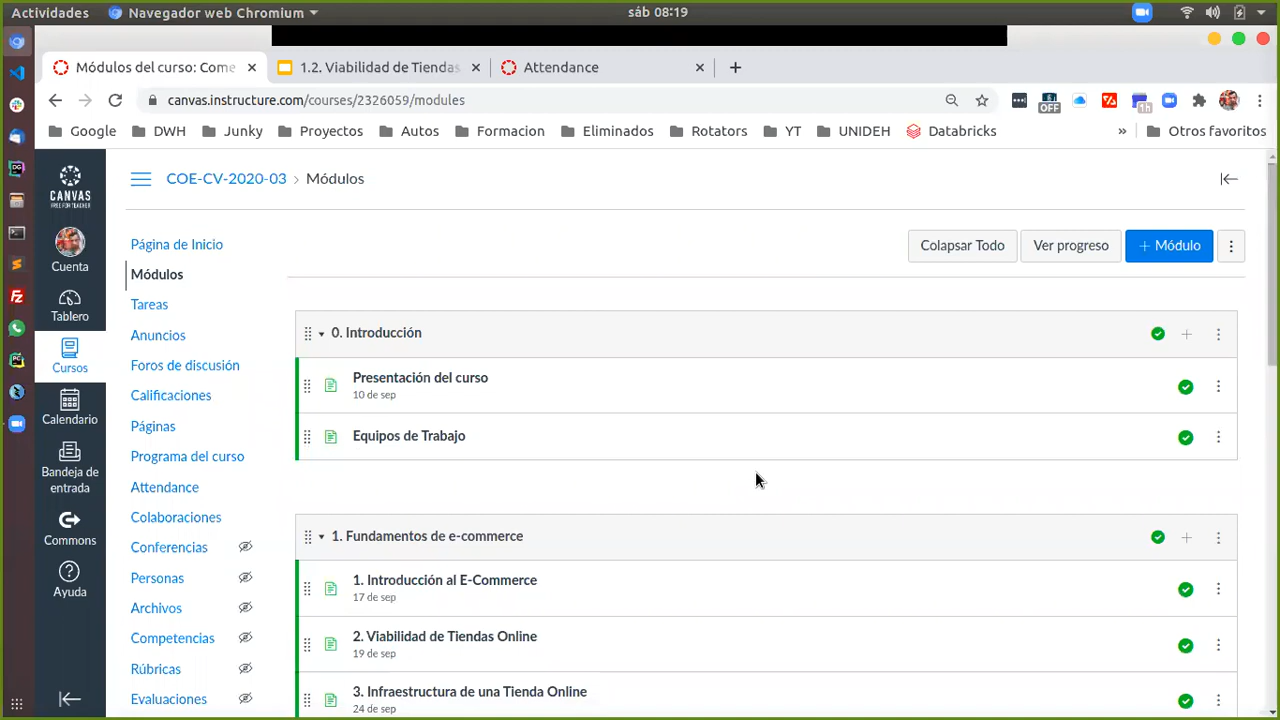 Actividades
Navegador web Chromium
sáb 08:19
Módulos del curso: Come
1.2. Viabilidad de Tiendas
Attendance
canvas.instructure.com/courses/2326059/modules
OFF
1h
Google
DWH
Junky
Proyectos
Autos
Formacion
Eliminados
Rotators
YT
UNIDEH
Databricks
»
Otros favoritos
CANVAS
FREE FOR TEACHER
Cuenta
Tablero
Cursos
Calendario
Bandeja de
entrada
Commons
Ayuda
COE-CV-2020-03 › Módulos
Página de Inicio
Módulos
Tareas
Anuncios
Foros de discusión
Calificaciones
Páginas
Programa del curso
Attendance
Colaboraciones
Conferencias
Personas
Archivos
Competencias
Rúbricas
Evaluaciones
Colapsar Todo
Ver progreso
+ Módulo
0. Introducción
Presentación del curso
10 de sep
Equipos de Trabajo
1. Fundamentos de e-commerce
1. Introducción al E-Commerce
17 de sep
2. Viabilidad de Tiendas Online
19 de sep
3. Infraestructura de una Tienda Online
24 de sep